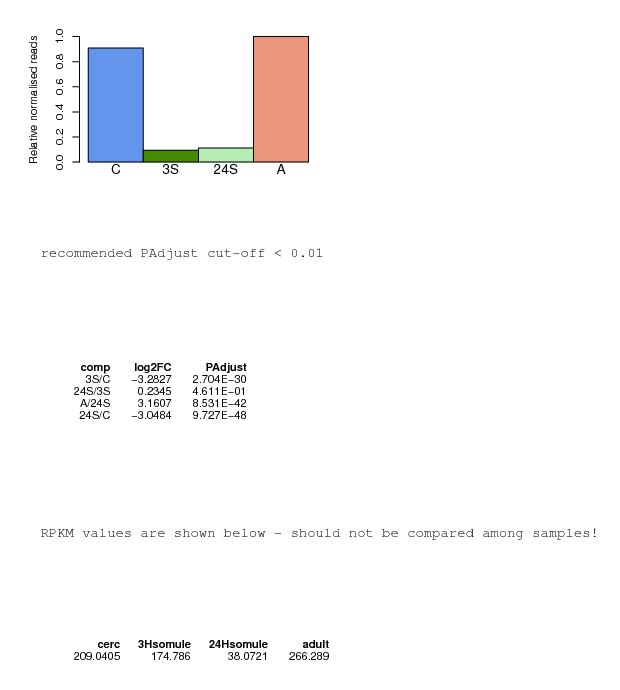 Relative normalised reads
1.0
0.8
0.6
0.4
0.2
0.0
C 3S 24S A
recommended PAdjust cut-off < 0.01
comp log2FC PAdjust
3S/C −3.2827 2.704E−30
24S/3S 0.2345 4.611E−01
A/24S 3.1607 8.531E−42
24S/C −3.0484 9.727E−48
RPKM values are shown below - should not be compared among samples!
cerc 3Hsomule 24Hsomule adult
209.0405 174.786 38.0721 266.289